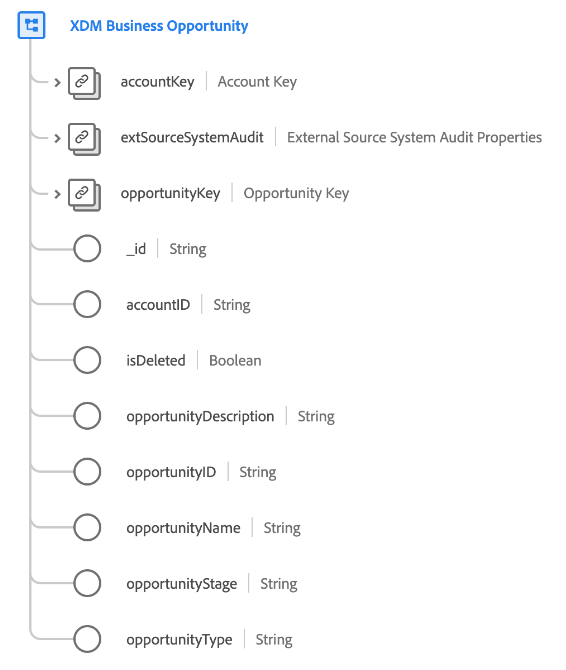 XDM Business Opportunity
accountKey Account Key
extSourceSystemAudit External Source System Audit Properties
opportunityKey Opportunity Key
_id String
accountID String
isDeleted Boolean
opportunityDescription String
opportunityID String
opportunityName String
opportunityStage String
opportunityType String